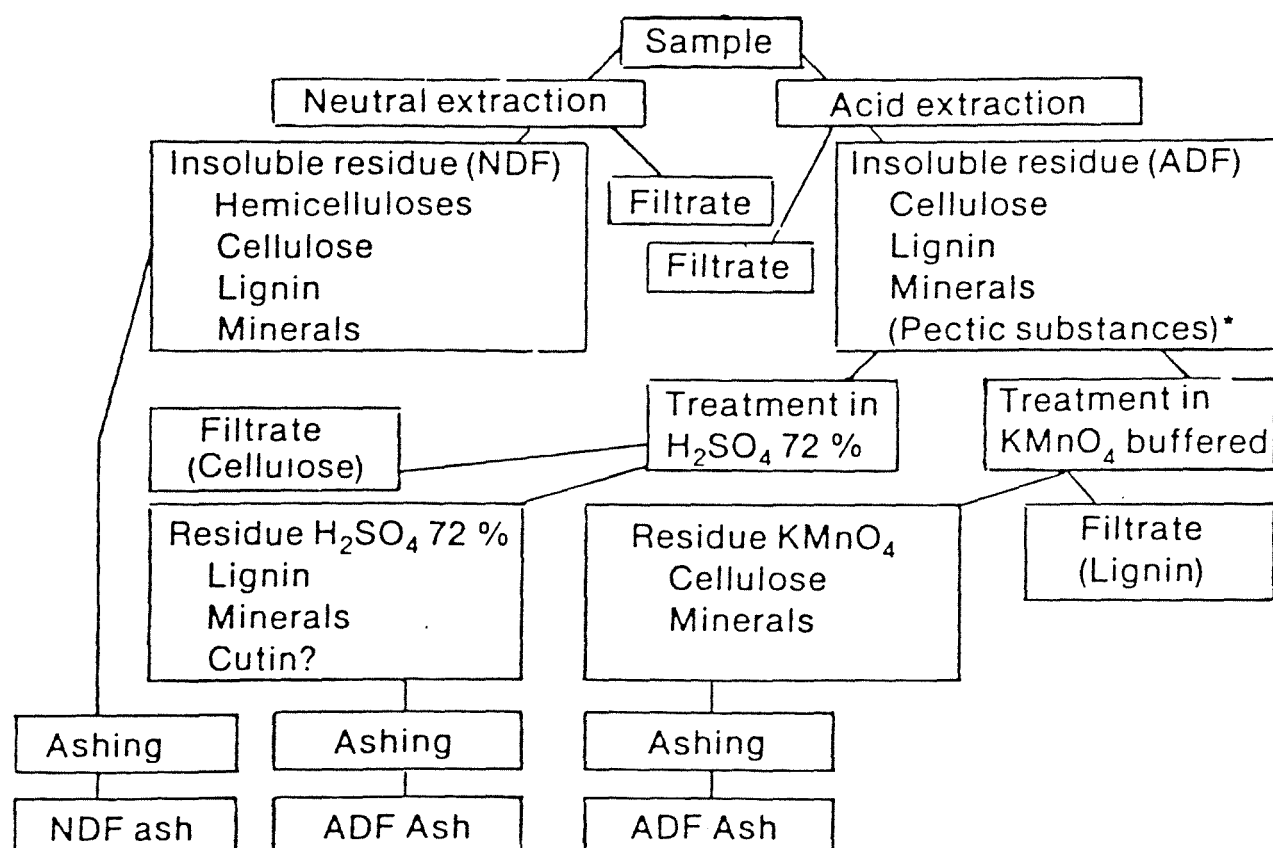 Sample
Neutral extraction
Acid extraction
Insoluble residue (NDF)
Hemicelluloses
Cellulose
Lignin
Minerals
Filtrate
Filtrate
Insoluble residue (ADF)
Cellulose
Lignin
Minerals
(Pectic substances)*
Filtrate
(Cellulose)
Treatment in
H₂SO₄ 72 %
Treatment in
KMnO₄ buffered
Residue H₂SO₄ 72 %
Lignin
Minerals
Cutin?
Residue KMnO₄
Cellulose
Minerals
Filtrate
(Lignin)
Ashing
Ashing
Ashing
NDF ash
ADF Ash
ADF Ash